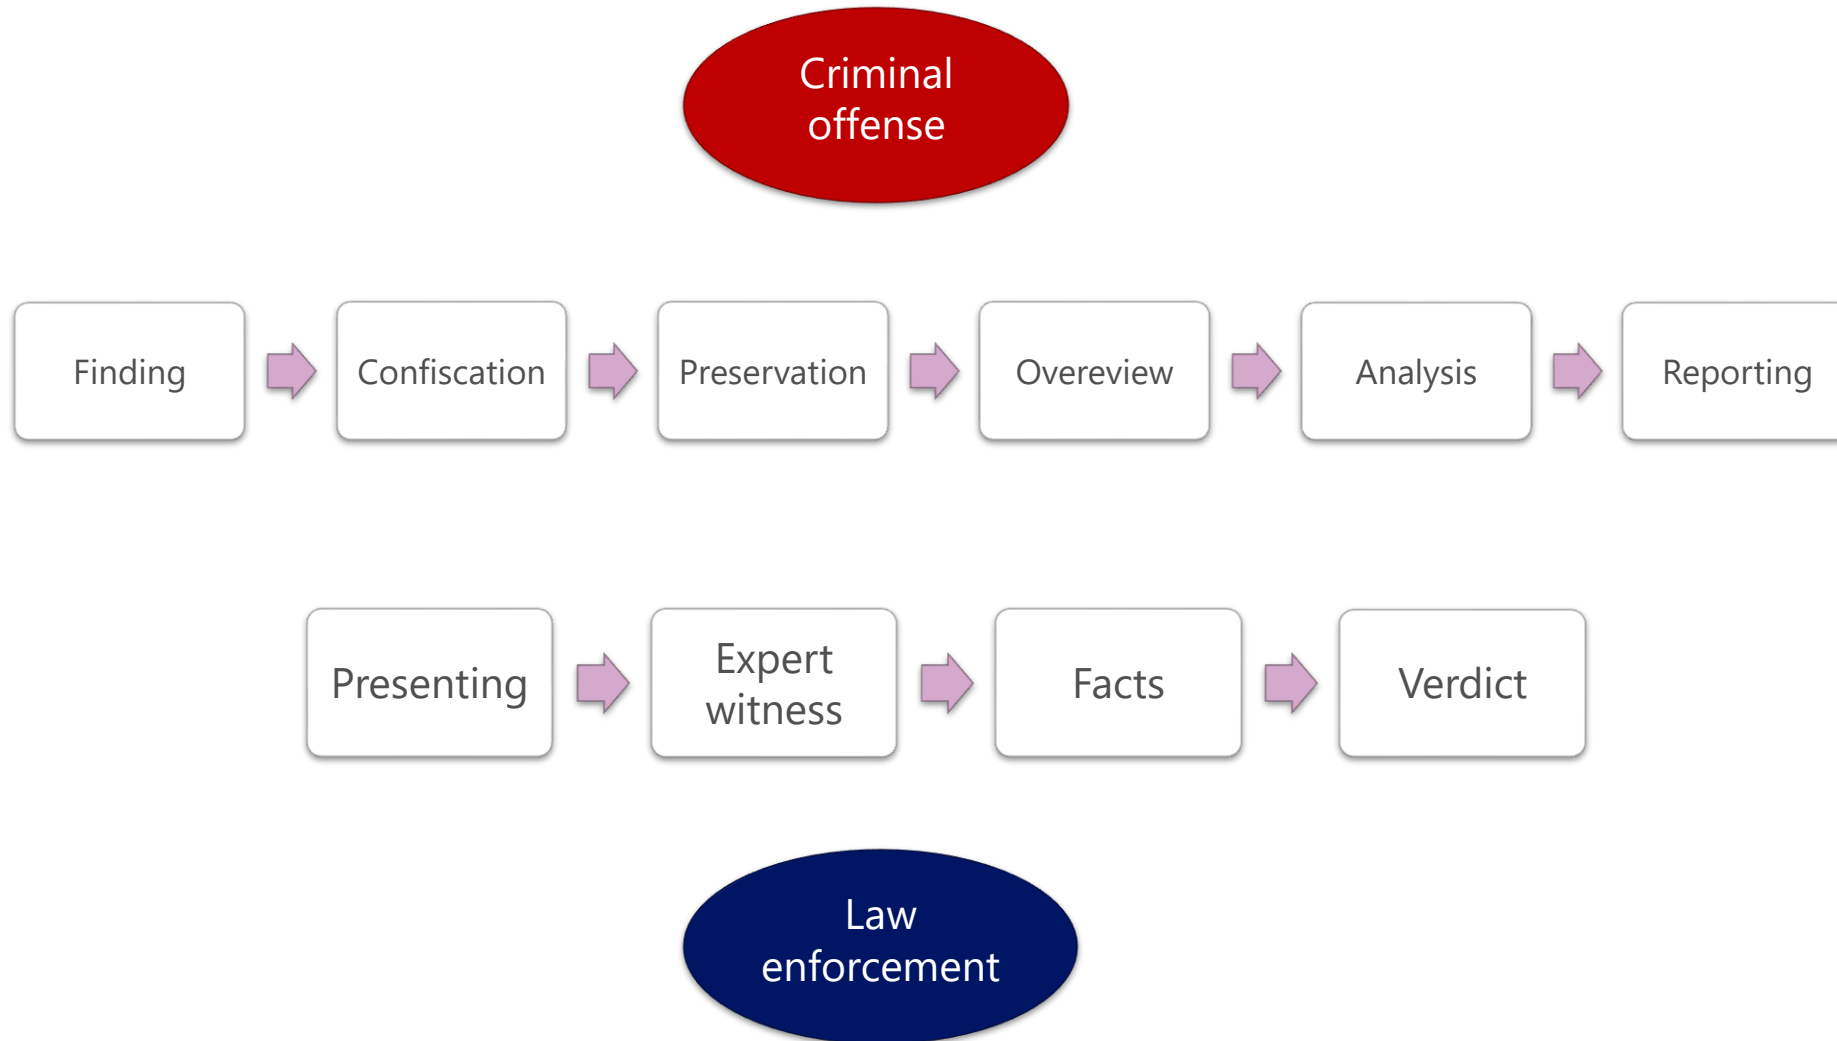 Criminal
offense
Finding
Confiscation
Preservation
Overeview
Analysis
Reporting
Presenting
Expert
witness
Facts
Verdict
Law
enforcement